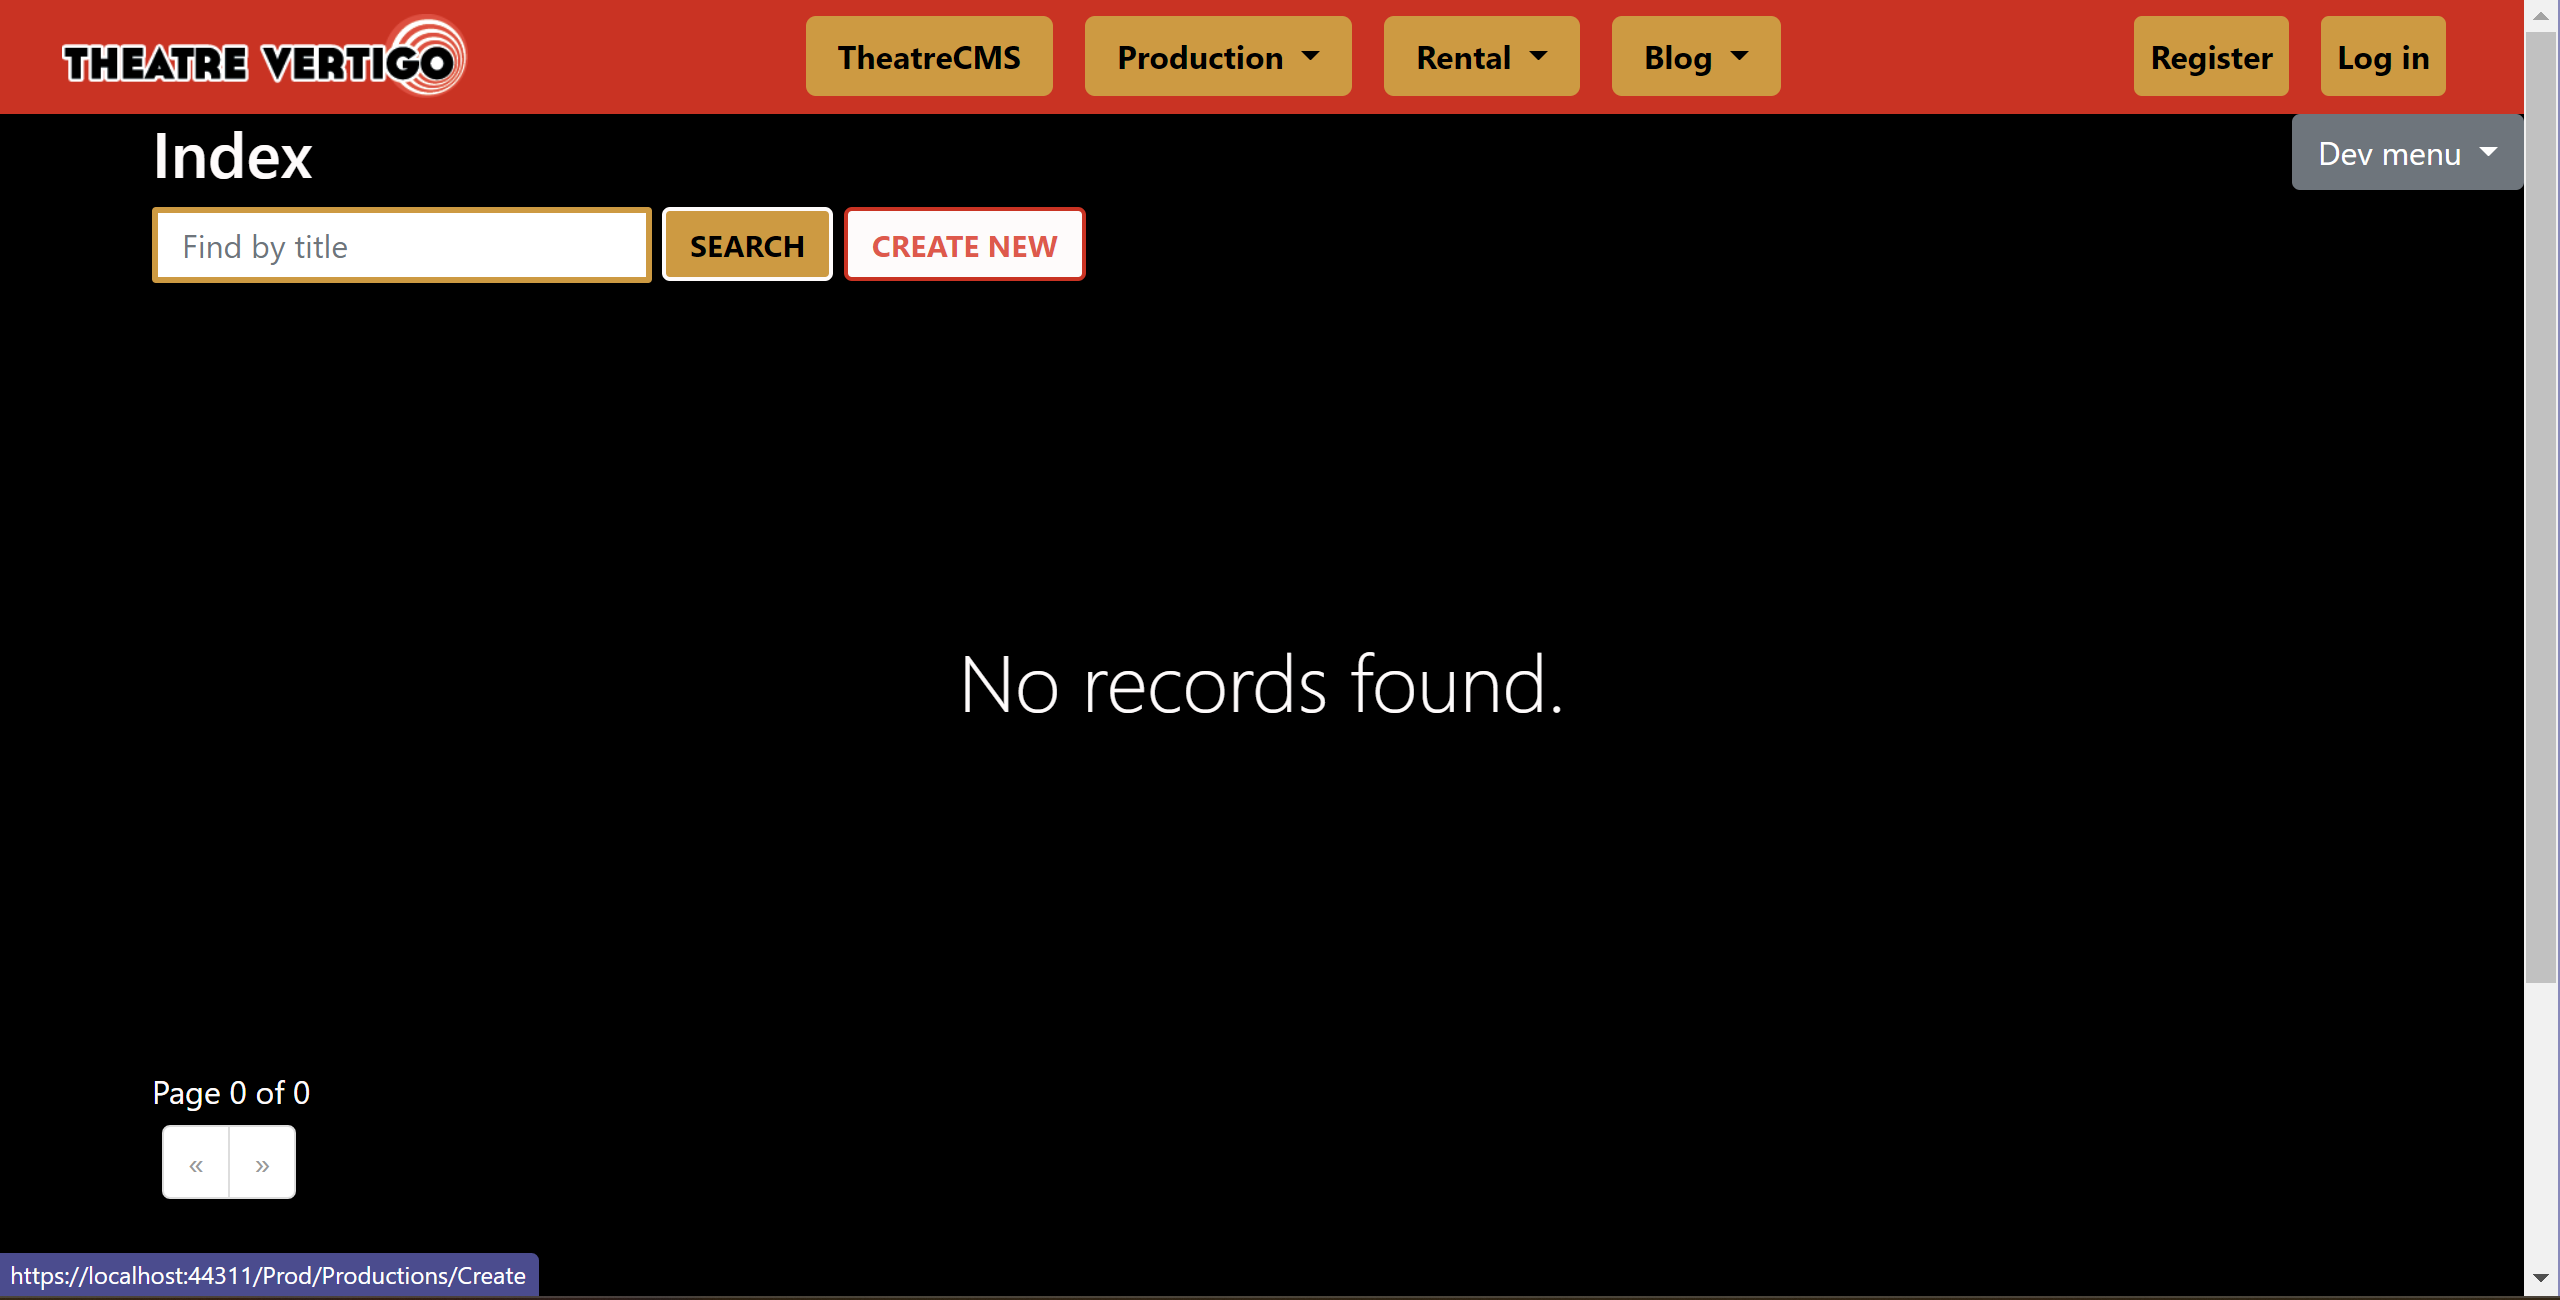 THEATRE VERTIGO TheatreCMS Production Rental Blog Register Log in
Index Dev menu
Find by title SEARCH CREATE NEW
No records found.
Page 0 of 0
« »
https://localhost:44311/Prod/Productions/Create